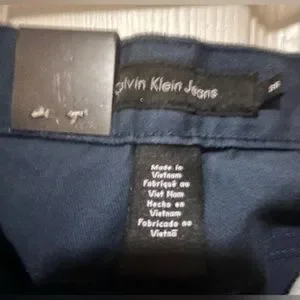 Calvin Klein Jeans
Made in
Vietnam
Fabriqué au
Viet Nam
Hecho en
Vietnam
Fabricado no
Vietnã